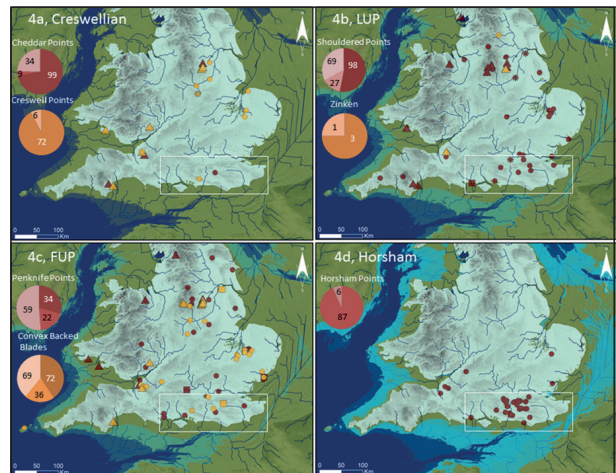 4a, Creswellian
Cheddar Points
34
9
99
Creswell Points
6
72
0 50 100
Km
4b, LUP
Shouldered Points
69
98
27
Zinken
1
3
0 50 100
Km
4c, FUP
Penknife Points
34
59
22
Convex Backed
Blades
69
72
36
0 50 100
Km
4d, Horsham
Horsham Points
6
87
0 50 100
Km